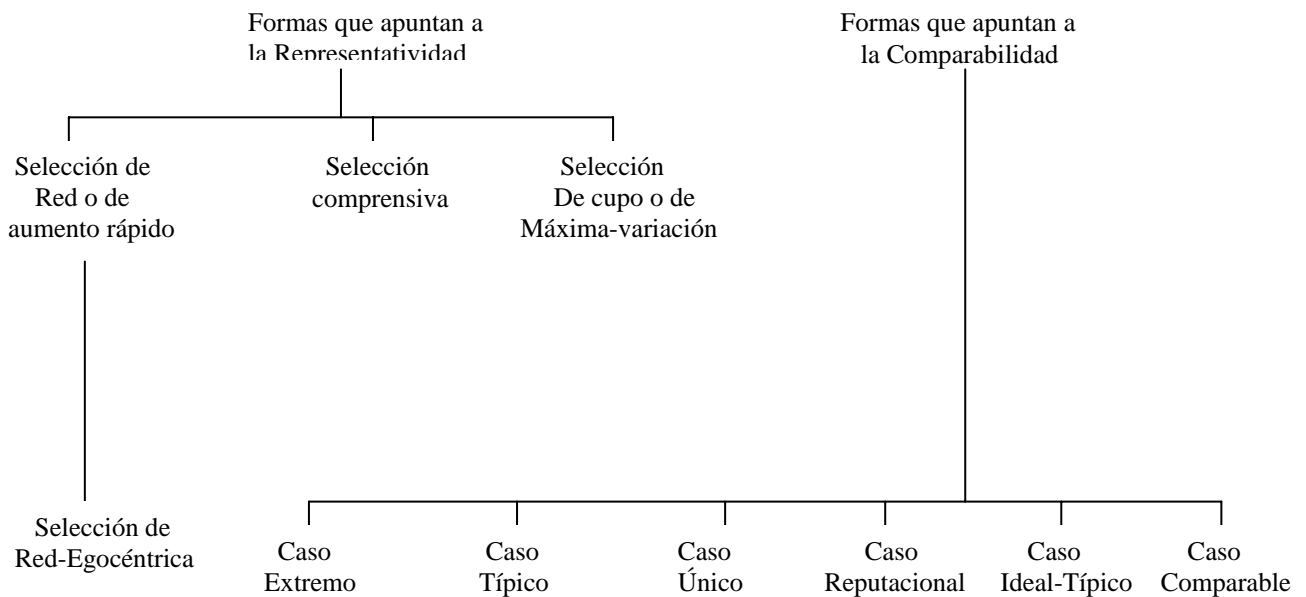 Formas que apuntan a
la Representatividad
Formas que apuntan a
la Comparabilidad
Selección de
Red o de
aumento rápido
Selección
comprensiva
Selección
De cupo o de
Máxima-variación
Selección de
Red-Egocéntrica
Caso
Extremo
Caso
Típico
Caso
Único
Caso
Reputacional
Caso
Ideal-Típico
Caso
Comparable